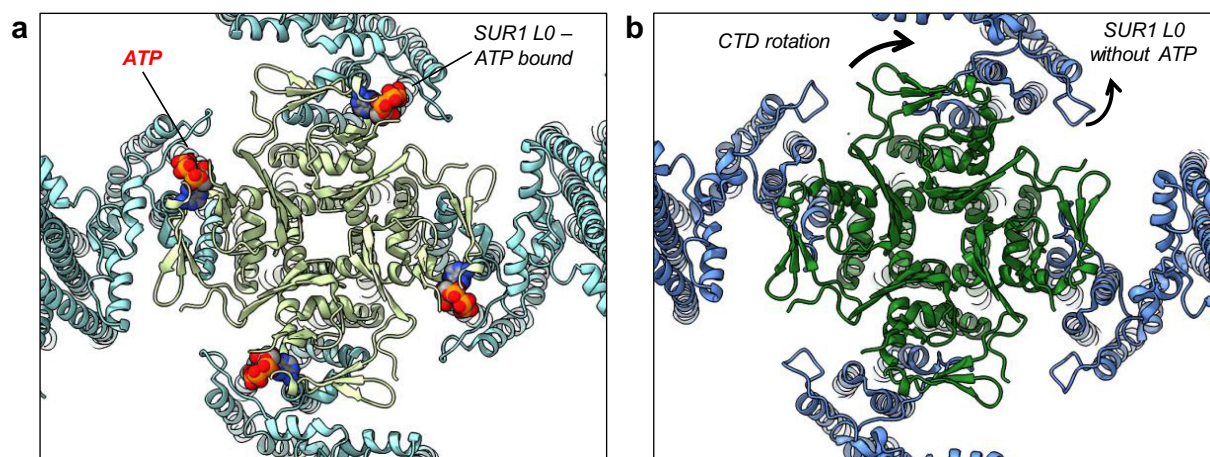 a
ATP
SUR1 L0 –
ATP bound
b
CTD rotation
SUR1 L0
without ATP